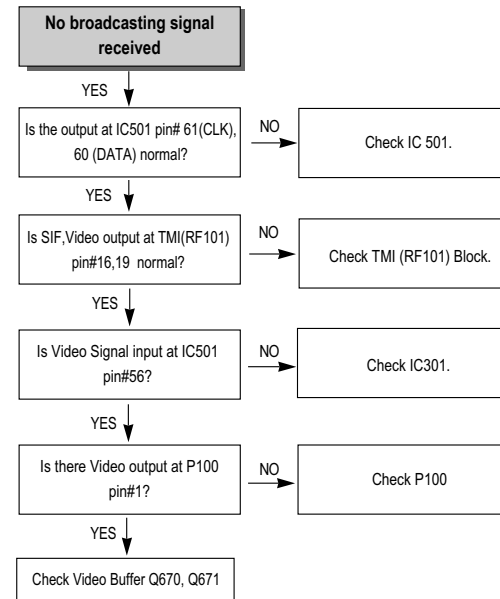 No broadcasting signal
received
YES
Is the output at IC501 pin# 61(CLK),
60 (DATA) normal?
NO
Check IC 501.
YES
Is SIF,Video output at TMI(RF101)
pin#16,19 normal?
NO
Check TMI (RF101) Block.
YES
Is Video Signal input at IC501
pin#56?
NO
Check IC301.
YES
Is there Video output at P100
pin#1?
NO
Check P100
YES
Check Video Buffer Q670, Q671